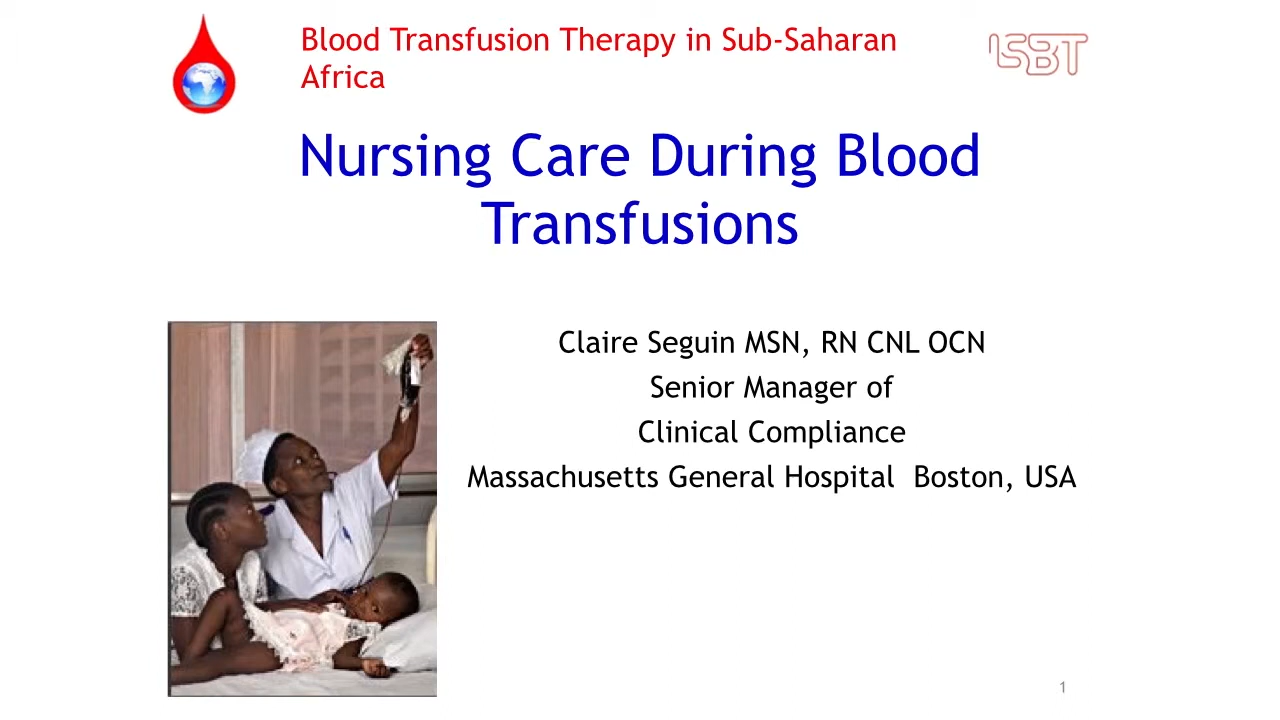 Blood Transfusion Therapy in Sub-Saharan
Africa
ISBT
Nursing Care During Blood
Transfusions
Claire Seguin MSN, RN CNL OCN
Senior Manager of
Clinical Compliance
Massachusetts General Hospital  Boston, USA
1